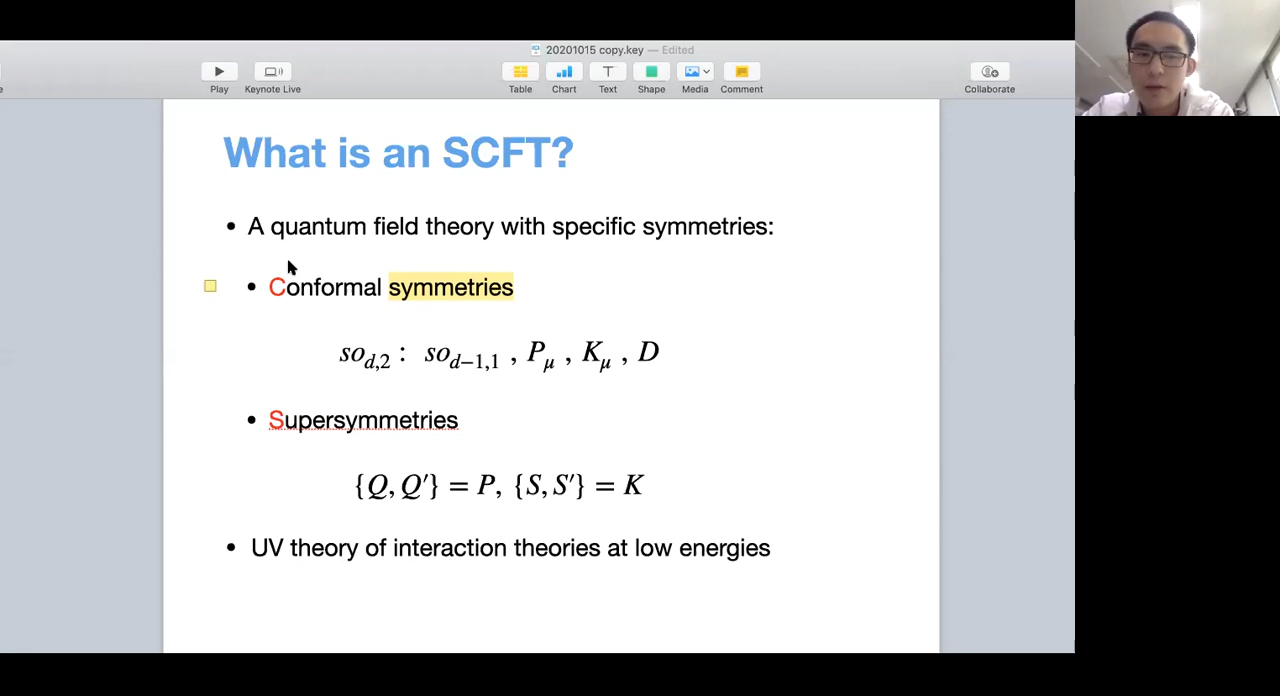 20201015 copy.key — Edited
e
Play Keynote Live Table Chart Text Shape Media Comment Collaborate
What is an SCFT?
• A quantum field theory with specific symmetries:
• Conformal symmetries
so_{d,2} : so_{d−1,1} , P_μ , K_μ , D
• Supersymmetries
{Q, Q′} = P, {S, S′} = K
• UV theory of interaction theories at low energies